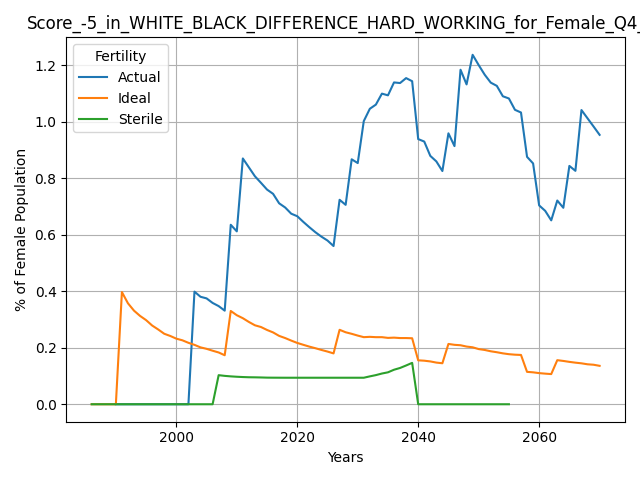 Score_-5_in_WHITE_BLACK_DIFFERENCE_HARD_WORKING_for_Female_Q4_
Fertility
Actual
Ideal
Sterile
% of Female Population
1.2
1.0
0.8
0.6
0.4
0.2
0.0
2000
2020
2040
2060
Years